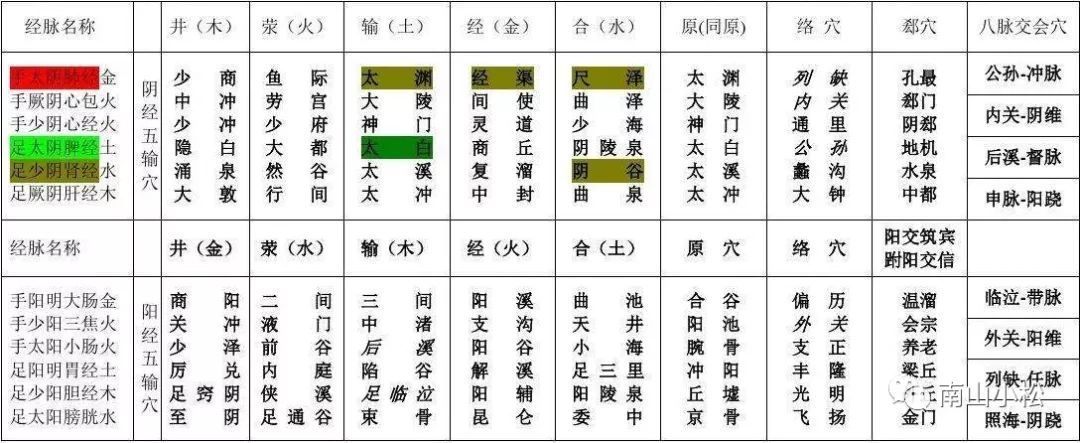 经脉名称 井（木） 荥（火） 输（土） 经（金） 合（水） 原(同原) 络 穴 郄穴 八脉交会穴
阴经五输穴
手太阴肺经金 少商 鱼际 太渊 经渠 尺泽 太渊 列缺 孔最
手厥阴心包火 中冲 劳宫 大陵 间使 曲泽 大陵 内关 郄门
手少阴心经火 少冲 少府 神门 灵道 少海 神门 通里 阴郄
足太阴脾经土 隐白 大都 太白 商丘 阴陵泉 太白 公孙 地机
足少阴肾经水 涌泉 然谷 太溪 复溜 阴谷 太溪 蠡沟 水泉
足厥阴肝经木 大敦 行间 太冲 中封 曲泉 太冲 大钟 中都
公孙-冲脉
内关-阴维
后溪-督脉
申脉-阳跷
经脉名称 井（金） 荥（水） 输（木） 经（火） 合（土） 原 穴 络 穴 阳交筑宾
跗阳交信
阳经五输穴
手阳明大肠金 商阳 二间 三间 阳溪 曲池 合谷 偏历 温溜
手少阳三焦火 关冲 液门 中渚 支沟 天井 阳池 外关 会宗
手太阳小肠火 少泽 前谷 后溪 阳谷 小海 腕骨 支正 养老
足阳明胃经土 厉兑 内庭 陷谷 解溪 足三里 冲阳 丰隆 梁丘
足少阳胆经木 足窍阴 侠溪 足临泣 阳辅 阳陵泉 丘墟 光明 丘
足太阳膀胱水 至阴 足通谷 束骨 昆仑 委中 京骨 飞扬 金门
临泣-带脉
外关-阳维
列缺-任脉
照海-阴跷
南山小松